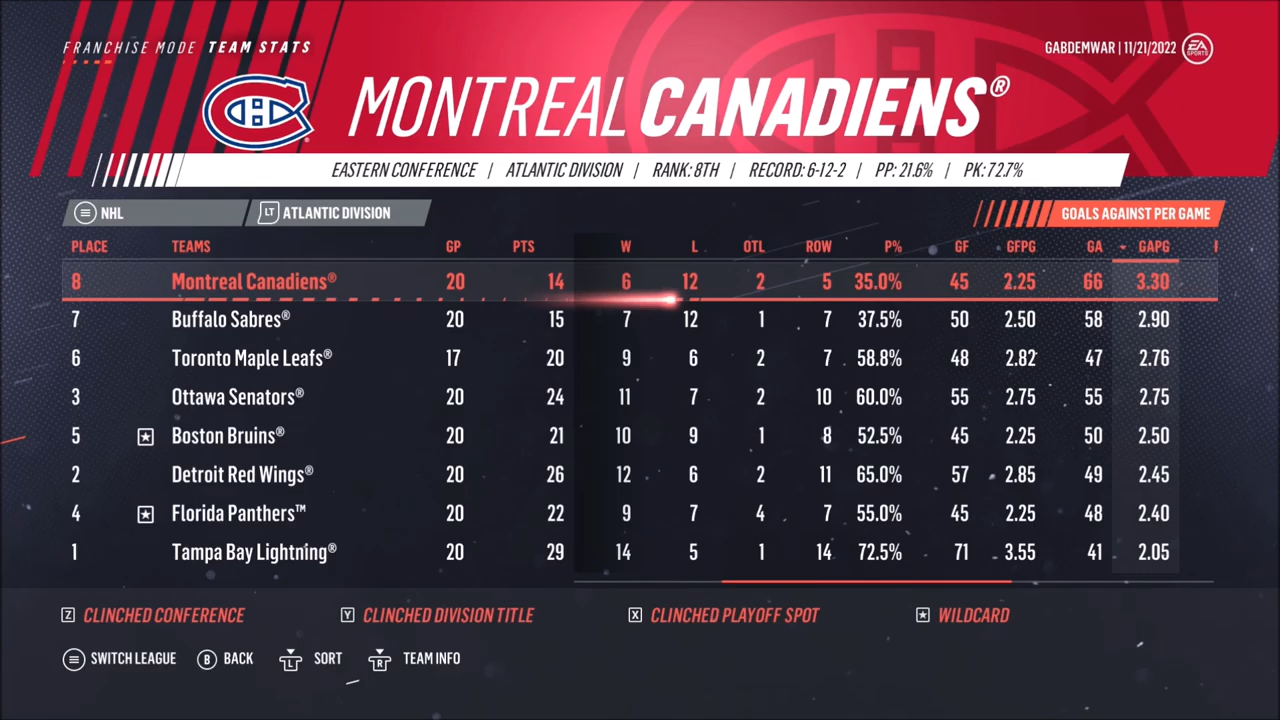 FRANCHISE MODE TEAM STATS
GABDEMWAR | 11/21/2022 EA SPORTS
MONTREAL CANADIENS®
EASTERN CONFERENCE / ATLANTIC DIVISION / RANK: 8TH / RECORD: 6-12-2 / PP: 21.6% / PK: 72.7%
NHL LT ATLANTIC DIVISION GOALS AGAINST PER GAME
PLACE TEAMS GP PTS W L OTL ROW P% GF GFPG GA GAPG
8 Montreal Canadiens® 20 14 6 12 2 5 35.0% 45 2.25 66 3.30
7 Buffalo Sabres® 20 15 7 12 1 7 37.5% 50 2.50 58 2.90
6 Toronto Maple Leafs® 17 20 9 6 2 7 58.8% 48 2.82 47 2.76
3 Ottawa Senators® 20 24 11 7 2 10 60.0% 55 2.75 55 2.75
5 Boston Bruins® 20 21 10 9 1 8 52.5% 45 2.25 50 2.50
2 Detroit Red Wings® 20 26 12 6 2 11 65.0% 57 2.85 49 2.45
4 Florida Panthers™ 20 22 9 7 4 7 55.0% 45 2.25 48 2.40
1 Tampa Bay Lightning® 20 29 14 5 1 14 72.5% 71 3.55 41 2.05
Z CLINCHED CONFERENCE Y CLINCHED DIVISION TITLE X CLINCHED PLAYOFF SPOT WILDCARD
SWITCH LEAGUE B BACK L SORT R TEAM INFO